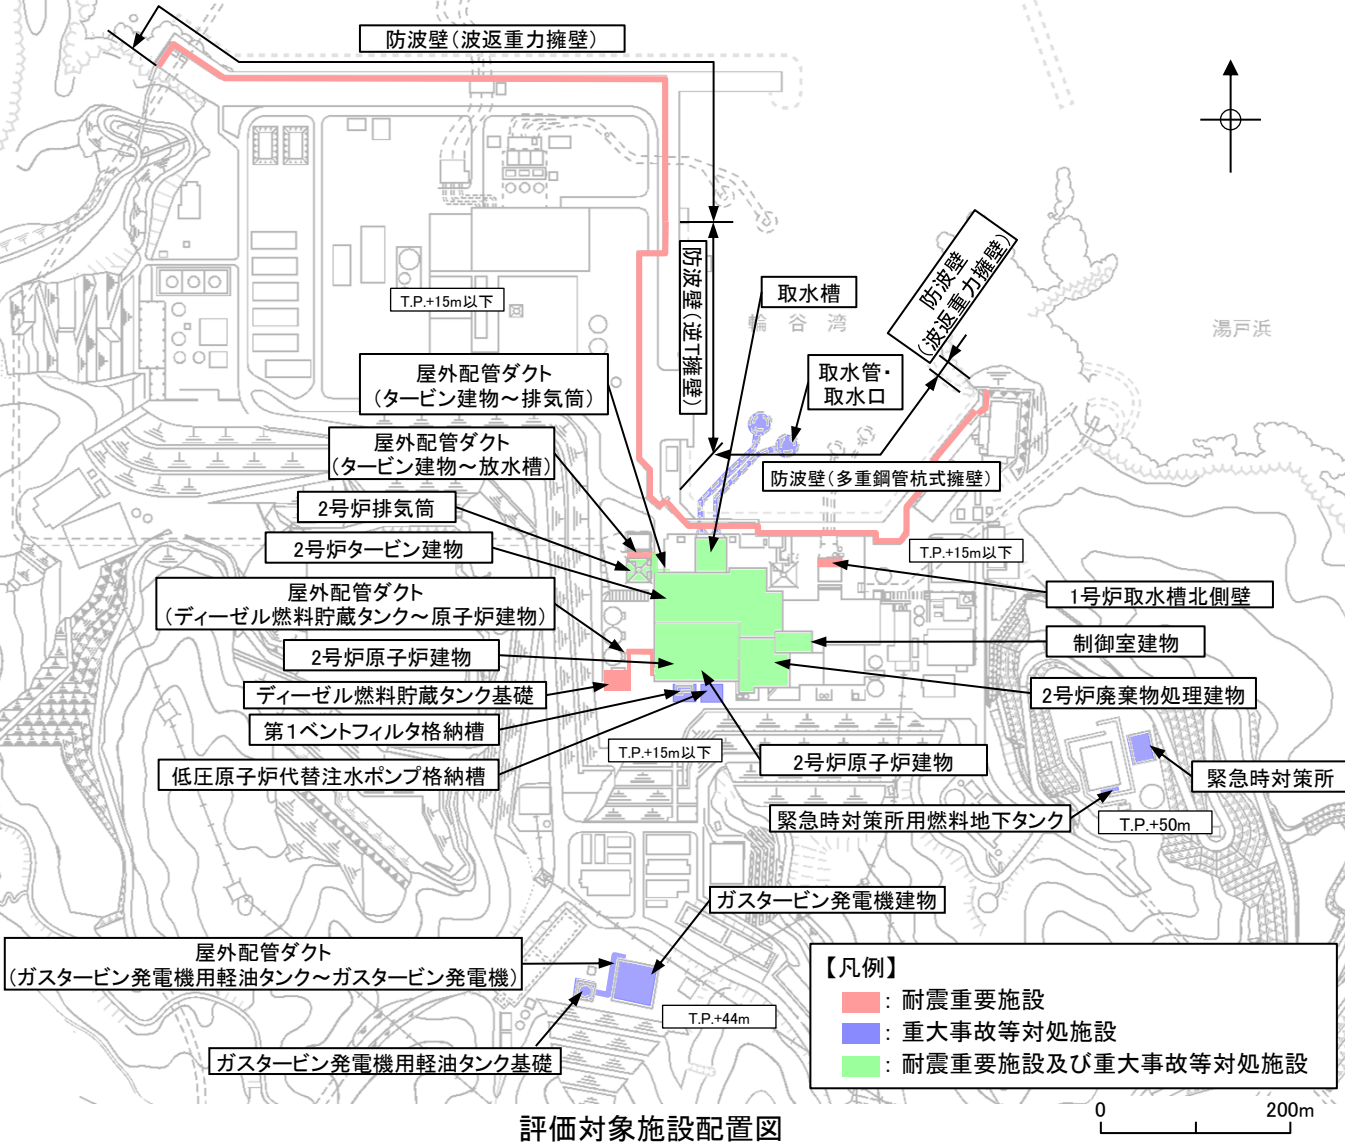 防波壁(波返重力擁壁)
防波壁(逆T擁壁)
防波壁
(波返重力擁壁)
取水槽
輪谷湾
湯戸浜
T.P.+15m以下
取水管・
取水口
屋外配管ダクト
(タービン建物～排気筒)
屋外配管ダクト
(タービン建物～放水槽)
防波壁(多重鋼管杭式擁壁)
2号炉排気筒
2号炉タービン建物
T.P.+15m以下
屋外配管ダクト
(ディーゼル燃料貯蔵タンク～原子炉建物)
1号炉取水槽北側壁
制御室建物
2号炉原子炉建物
ディーゼル燃料貯蔵タンク基礎
2号炉廃棄物処理建物
第1ベントフィルタ格納槽
T.P.+15m以下
2号炉原子炉建物
低圧原子炉代替注水ポンプ格納槽
緊急時対策所
緊急時対策所用燃料地下タンク
T.P.+50m
ガスタービン発電機建物
屋外配管ダクト
(ガスタービン発電機用軽油タンク～ガスタービン発電機)
T.P.+44m
ガスタービン発電機用軽油タンク基礎
【凡例】
：耐震重要施設
：重大事故等対処施設
：耐震重要施設及び重大事故等対処施設
0 200m
評価対象施設配置図